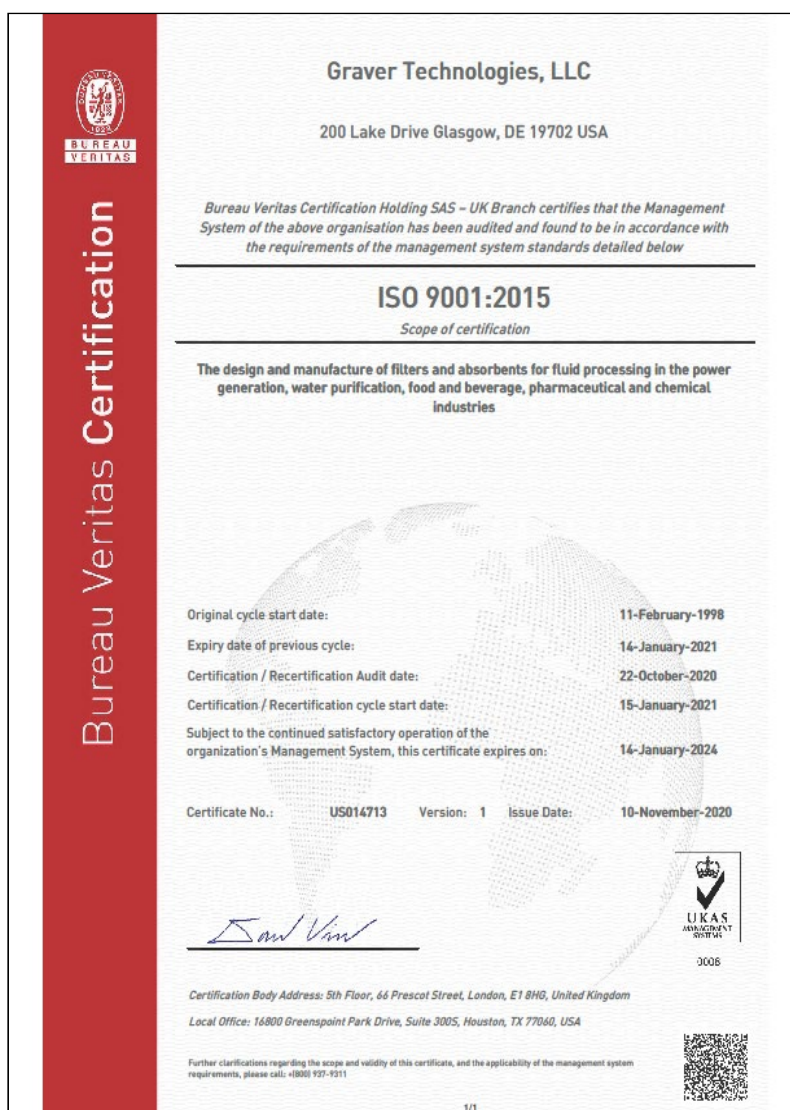 BUREAU
VERITAS
Bureau Veritas Certification
Graver Technologies, LLC
200 Lake Drive Glasgow, DE 19702 USA
Bureau Veritas Certification Holding SAS – UK Branch certifies that the Management
System of the above organisation has been audited and found to be in accordance with
the requirements of the management system standards detailed below
ISO 9001:2015
Scope of certification
The design and manufacture of filters and absorbents for fluid processing in the power
generation, water purification, food and beverage, pharmaceutical and chemical
industries
Original cycle start date: 11-February-1998
Expiry date of previous cycle: 14-January-2021
Certification / Recertification Audit date: 22-October-2020
Certification / Recertification cycle start date: 15-January-2021
Subject to the continued satisfactory operation of the
organization's Management System, this certificate expires on: 14-January-2024
Certificate No.: US014713 Version: 1 Issue Date: 10-November-2020
UKAS
MANAGEMENT
SYSTEMS
0008
Certification Body Address: 5th Floor, 66 Prescot Street, London, E1 8HG, United Kingdom
Local Office: 16800 Greenspoint Park Drive, Suite 300S, Houston, TX 77060, USA
Further clarifications regarding the scope and validity of this certificate, and the applicability of the management system
requirements, please call: +(800) 937-9311
1/1